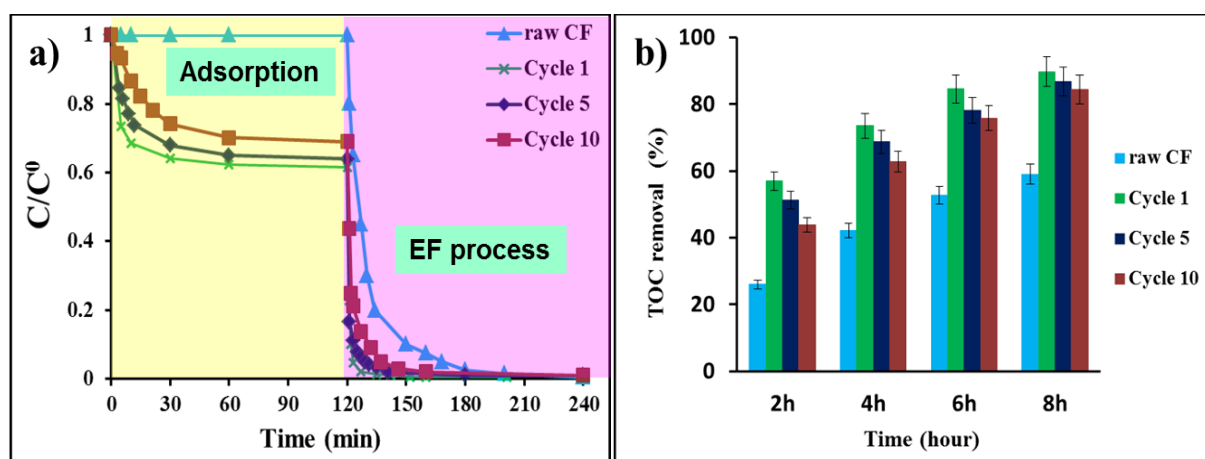 a)
Adsorption
EF process
raw CF
Cycle 1
Cycle 5
Cycle 10
C/C⁰
1
0.8
0.6
0.4
0.2
0
0 30 60 90 120 150 180 210 240
Time (min)
b)
TOC removal (%)
100
80
60
40
20
0
raw CF
Cycle 1
Cycle 5
Cycle 10
2h 4h 6h 8h
Time (hour)